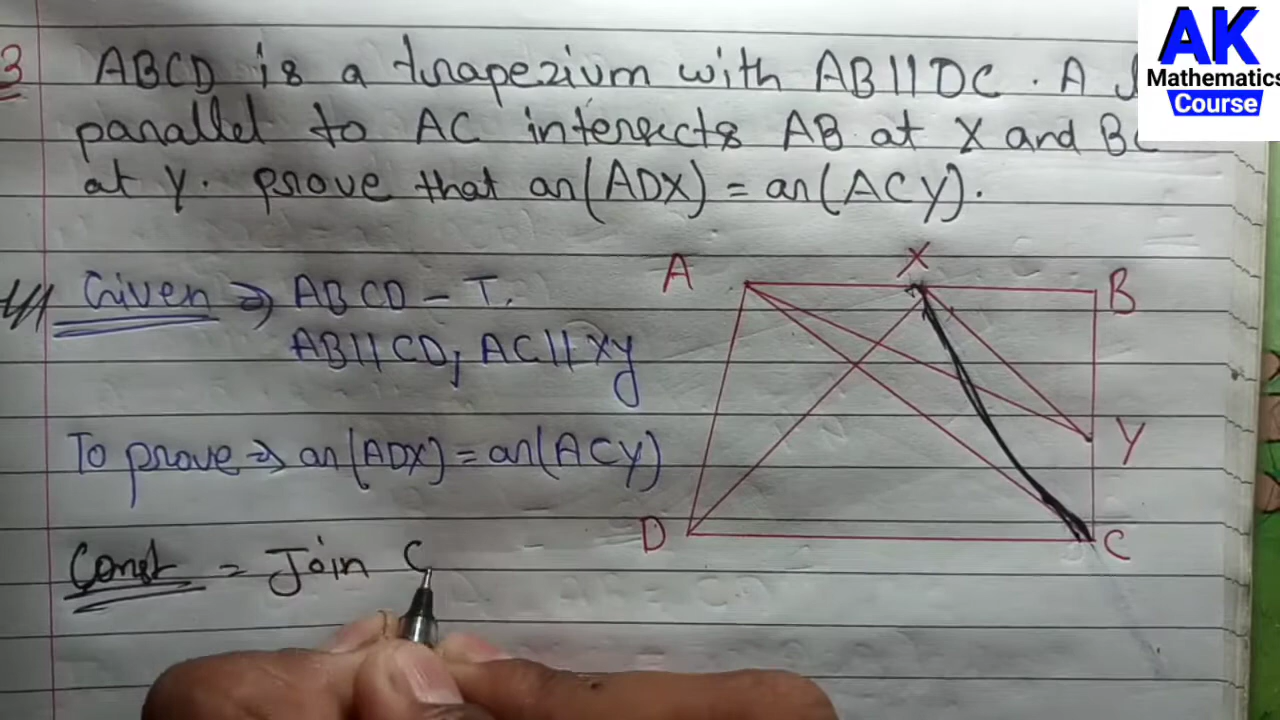 3 ABCD is a trapezium with AB||DC. A
parallel to AC intersects AB at X and BC
at Y. prove that ar(ADX) = ar(ACY).
Given ⇒ ABCD - T.
AB||CD, AC||XY
To prove ⇒ ar(ADX) = ar(ACY)
Const = Join C
A
X
B
Y
D
C
AK
Mathematics
Course